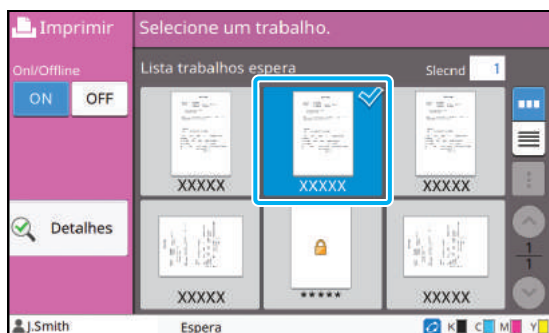 Imprimir
Selecione um trabalho.
Onl/Offline
ON OFF
Lista trabalhos espera
Slecnd 1
XXXXX XXXXX XXXXX
Detalhes
XXXXX ***** XXXXX
1
1
J.Smith
Espera
K C M Y